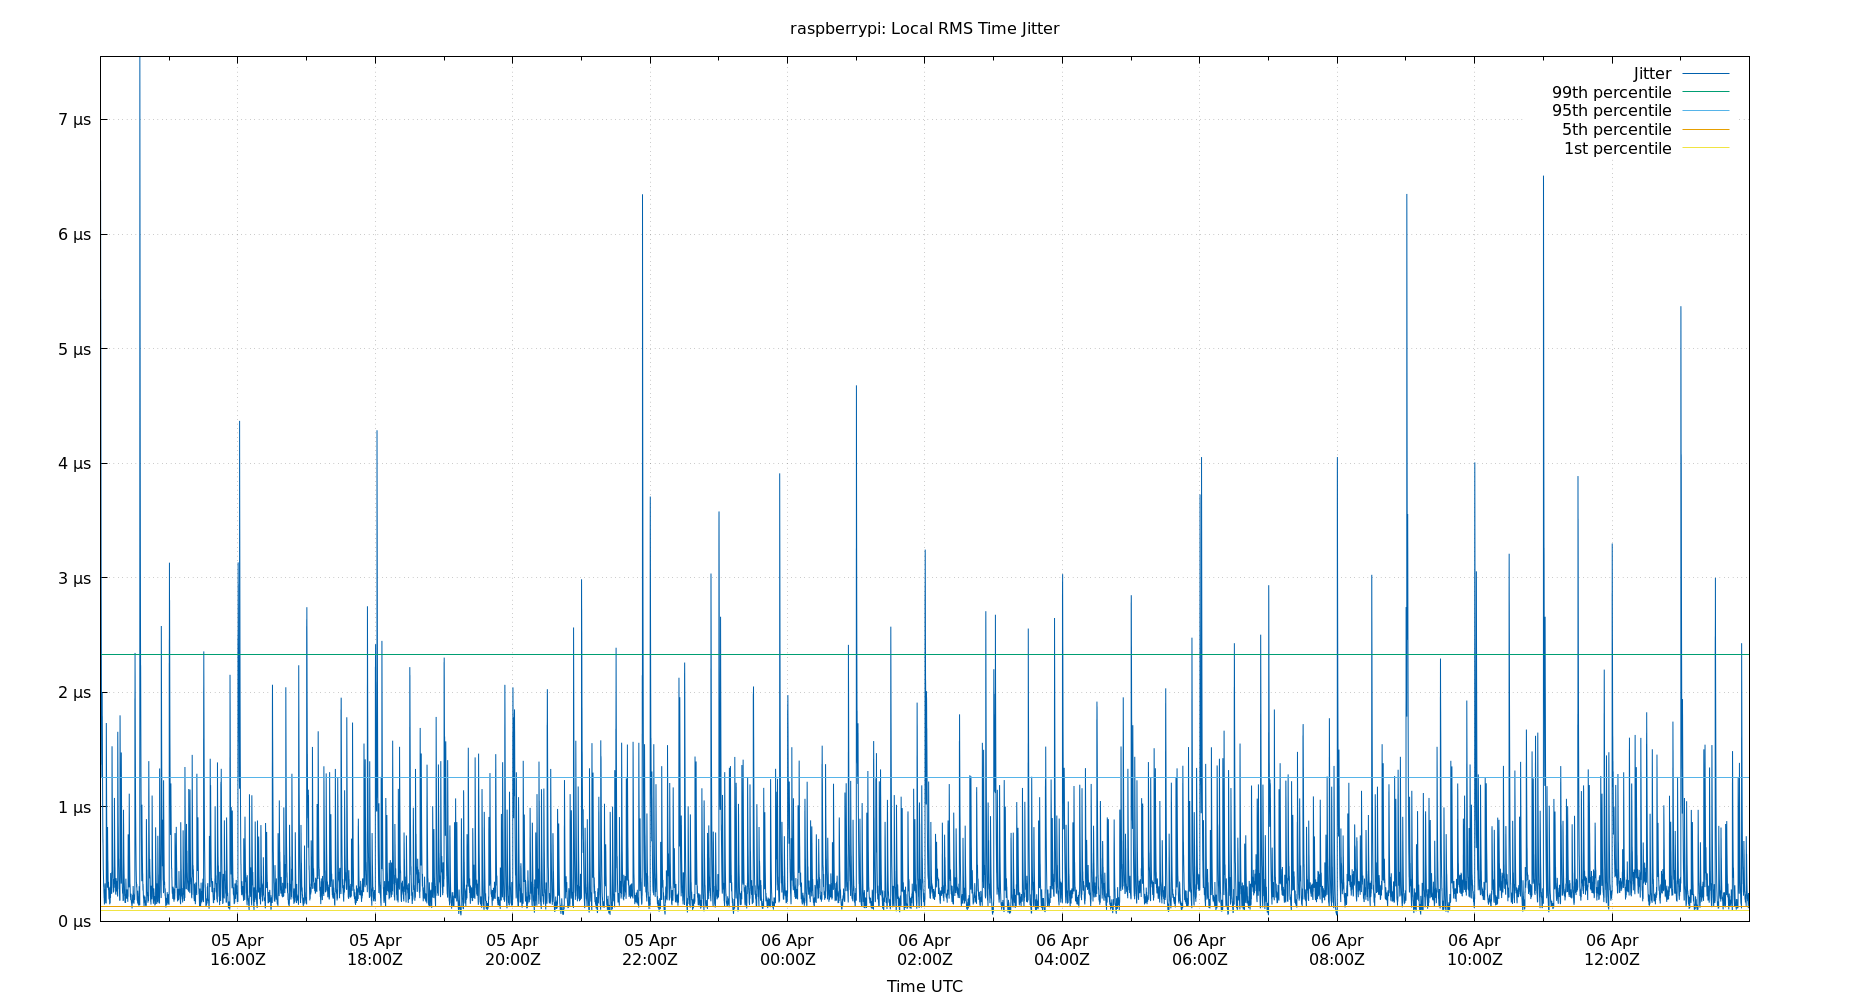 raspberrypi: Local RMS Time Jitter
Jitter
99th percentile
95th percentile
5th percentile
1st percentile
7 µs
6 µs
5 µs
4 µs
3 µs
2 µs
1 µs
0 µs
05 Apr
16:00Z
05 Apr
18:00Z
05 Apr
20:00Z
05 Apr
22:00Z
06 Apr
00:00Z
06 Apr
02:00Z
06 Apr
04:00Z
06 Apr
06:00Z
06 Apr
08:00Z
06 Apr
10:00Z
06 Apr
12:00Z
Time UTC